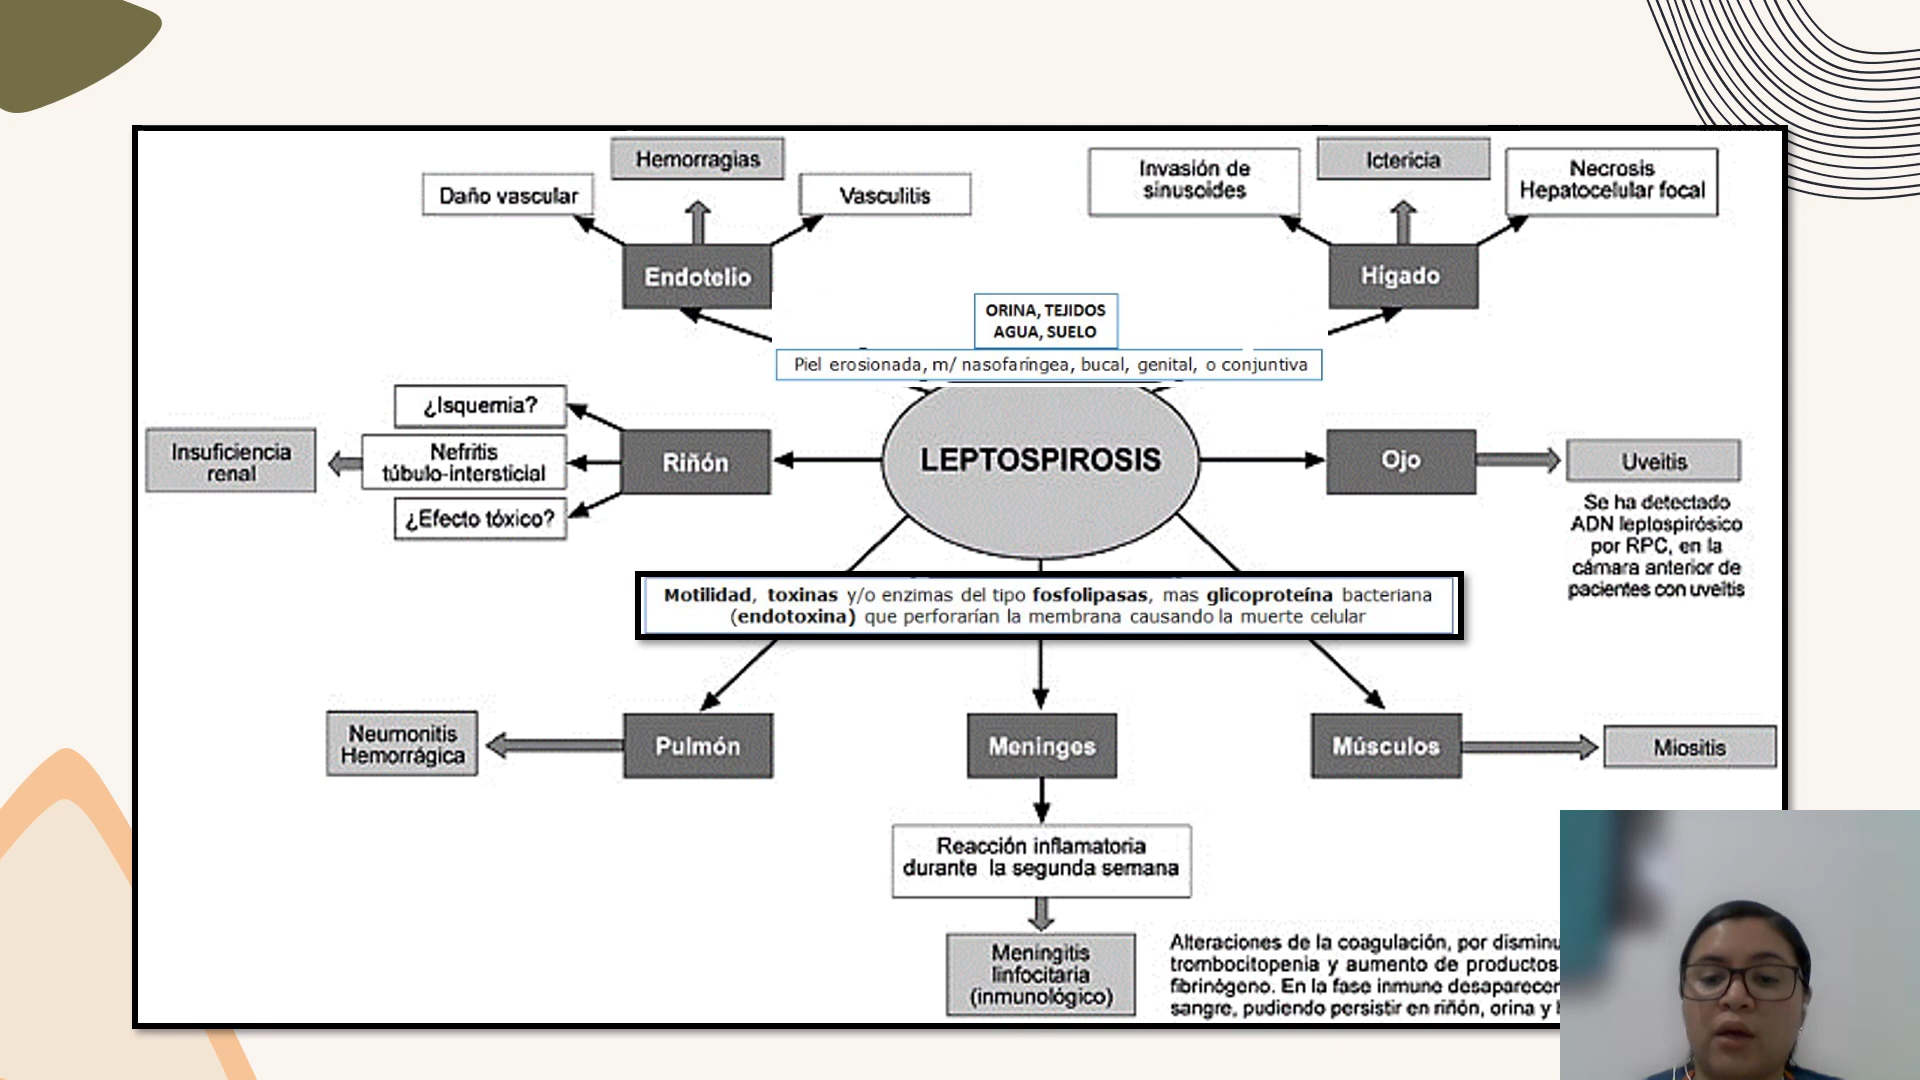 Hemorragias
Daño vascular
Vasculitis
Endotelio
Invasión de
sinusoides
Ictericia
Necrosis
Hepatocelular focal
Hígado
ORINA, TEJIDOS
AGUA, SUELO
Piel erosionada, m/ nasofaríngea, bucal, genital, o conjuntiva
¿Isquemia?
Insuficiencia
renal
Nefritis
túbulo-intersticial
¿Efecto tóxico?
Riñón
LEPTOSPIROSIS
Ojo
Uveitis
Se ha detectado
ADN leptospirósico
por RPC, en la
cámara anterior de
pacientes con uveítis
Motilidad, toxinas y/o enzimas del tipo fosfolipasas, mas glicoproteína bacteriana
(endotoxina) que perforarían la membrana causando la muerte celular
Neumonitis
Hemorrágica
Pulmón
Meninges
Músculos
Miositis
Reacción inflamatoria
durante la segunda semana
Meningitis
linfocitaria
(inmunológico)
Alteraciones de la coagulación, por
trombocitopenia y aumento de productos
fibrinógeno. En la fase inmune
sangre, pudiendo persistir en riñón, orina y